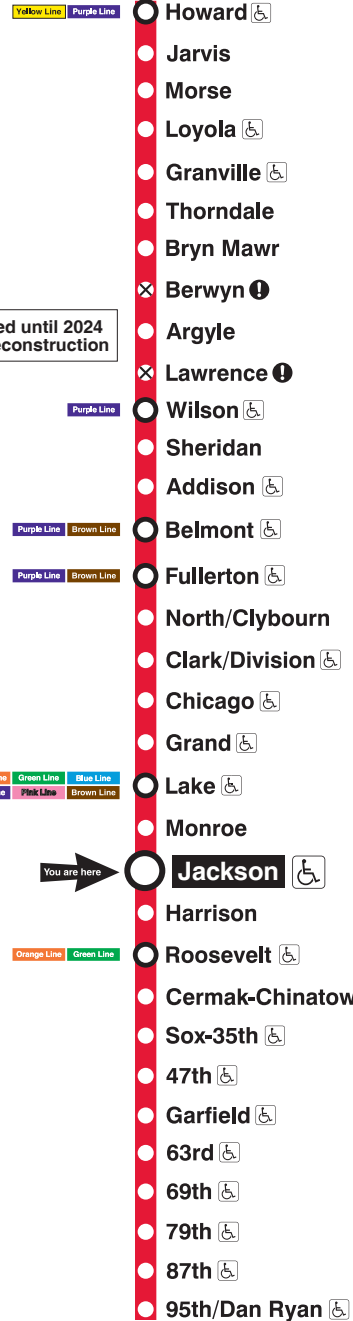 Yellow Line Purple Line Howard
Jarvis
Morse
Loyola
Granville
Thorndale
Bryn Mawr
Berwyn
until 2024
Argyle
Lawrence
Purple Line Wilson
Sheridan
Addison
Purple Line Brown Line Belmont
Purple Line Brown Line Fullerton
North/Clybourn
Clark/Division
Chicago
Grand
Green Line Blue Line
Pink Line Brown Line
Lake
Monroe
You are here Jackson
Harrison
Orange Line Green Line Roosevelt
Cermak-Chinatow
Sox-35th
47th
Garfield
63rd
69th
79th
87th
95th/Dan Ryan